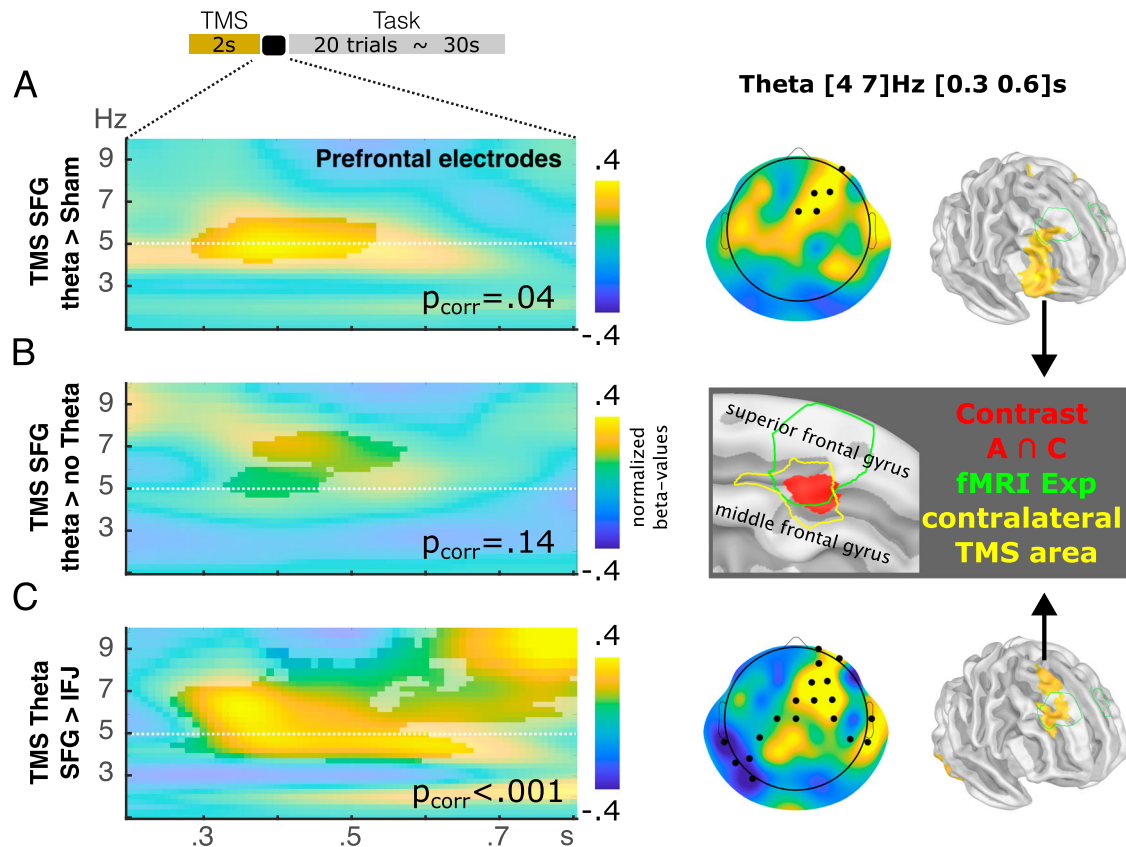 TMS Task
2s 20 trials ~ 30s
A
Theta [4 7]Hz [0.3 0.6]s
Hz
TMS SFG
theta > Sham
9
7
5
3
Prefrontal electrodes
p corr=.04
.4
-.4
B
TMS SFG
theta > no Theta
9
7
5
3
p corr=.14
.4
-.4
normalized
beta-values
superior frontal gyrus
middle frontal gyrus
Contrast
A ∩ C
fMRI Exp
contralateral
TMS area
C
TMS Theta
SFG > IFJ
9
7
5
3
p corr<.001
.4
-.4
.3 .5 .7 s